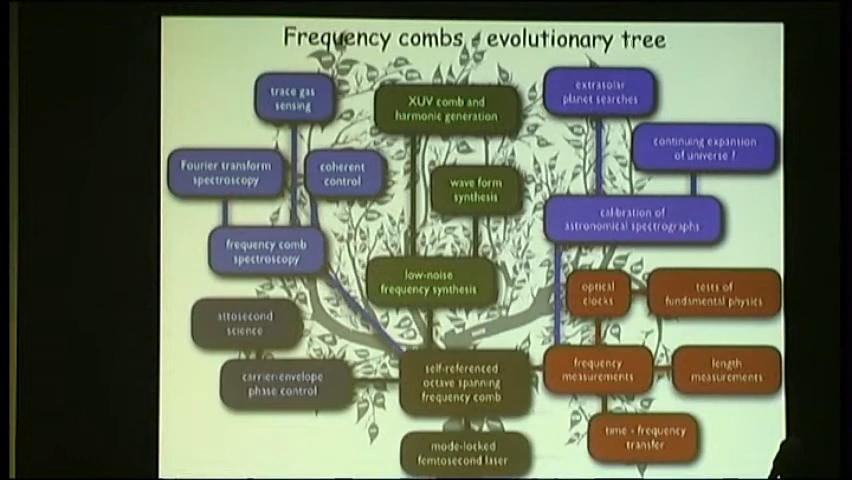 Frequency combs - evolutionary tree
trace gas
sensing
XUV comb and
harmonic generation
extrasolar
planet searches
continuing expansion
of universe ?
Fourier transform
spectroscopy
coherent
control
wave form
synthesis
calibration of
astronomical spectrographs
frequency comb
spectroscopy
low-noise
frequency synthesis
optical
clocks
tests of
fundamental physics
attosecond
science
carrier-envelope
phase control
self-referenced
octave spanning
frequency comb
frequency
measurements
length
measurements
time - frequency
transfer
mode-locked
femtosecond laser